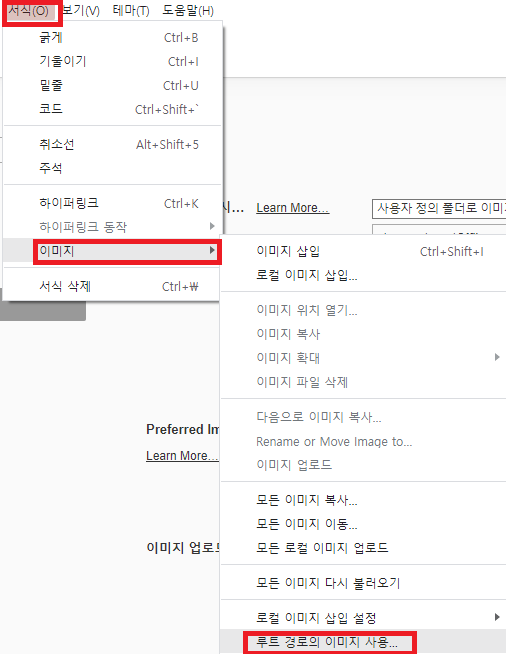 서식(O) 보기(V) 테마(T) 도움말(H)
굵게 Ctrl+B
기울이기 Ctrl+I
밑줄 Ctrl+U
코드 Ctrl+Shift+`
취소선 Alt+Shift+5
주석
하이퍼링크 Ctrl+K
하이퍼링크 동작
이미지
서식 삭제 Ctrl+₩
시... Learn More... 사용자 정의 폴더로 이미지
이미지 삽입 Ctrl+Shift+I
로컬 이미지 삽입...
이미지 위치 열기...
이미지 복사
이미지 확대
이미지 파일 삭제
다음으로 이미지 복사...
Rename or Move Image to...
이미지 업로드
모든 이미지 복사...
모든 이미지 이동...
모든 로컬 이미지 업로드
모든 이미지 다시 불러오기
로컬 이미지 삽입 설정
루트 경로의 이미지 사용...
Preferred Im
Learn More...
이미지 업로드